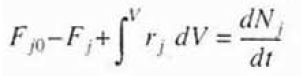 F_{j0} – F_j + ∫^V r_j dV = dN_j/dt